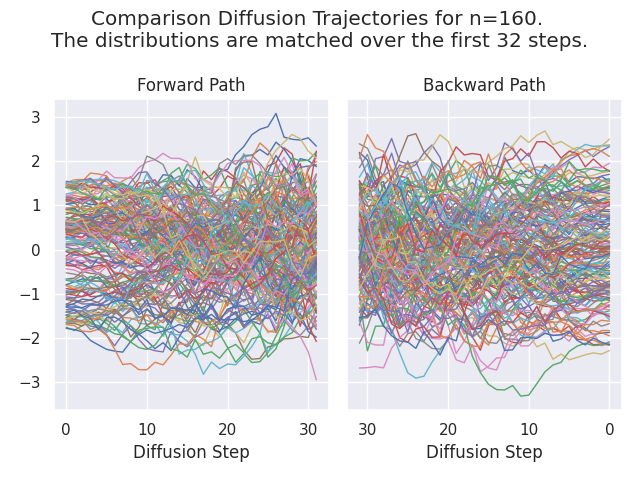 Comparison Diffusion Trajectories for n=160.
The distributions are matched over the first 32 steps.
Forward Path
Backward Path
3
2
1
0
−1
−2
−3
0 10 20 30
30 20 10 0
Diffusion Step
Diffusion Step